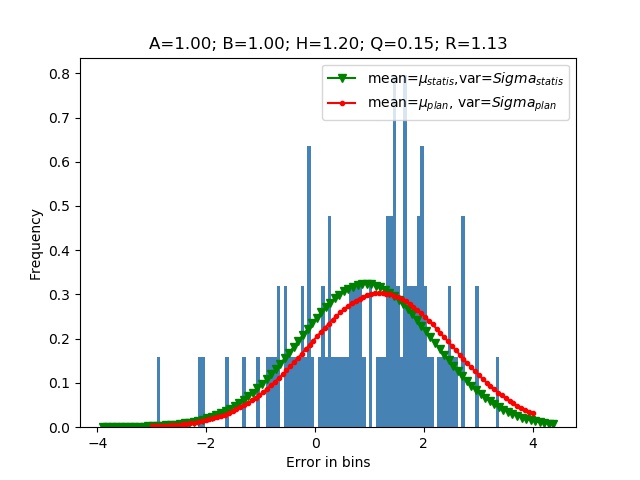 A=1.00; B=1.00; H=1.20; Q=0.15; R=1.13
mean=μstatis,var=Sigmastatis
mean=μplan, var=Sigmaplan
0.8
0.7
0.6
0.5
0.4
0.3
0.2
0.1
0.0
Frequency
−4
−2
0
2
4
Error in bins